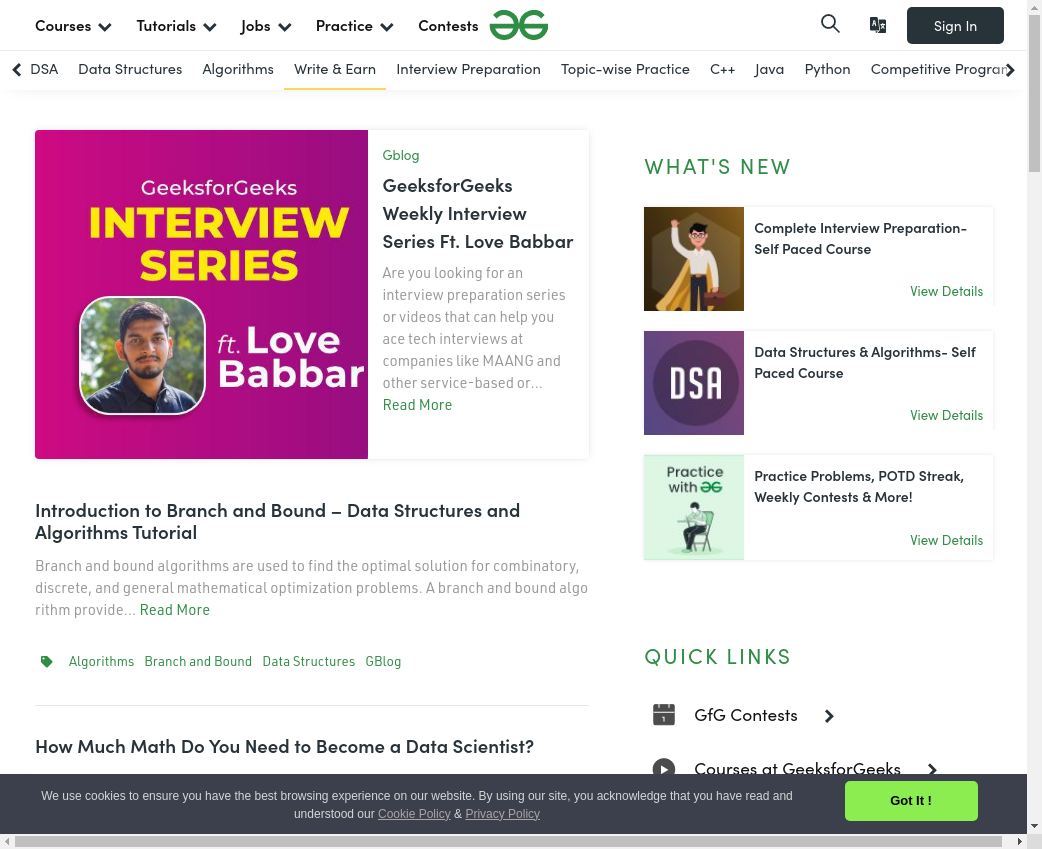 Courses Tutorials Jobs Practice Contests Sign In
DSA Data Structures Algorithms Write & Earn Interview Preparation Topic-wise Practice C++ Java Python Competitive Program
GeeksforGeeks
INTERVIEW
SERIES
ft. Love
Babbar
Gblog
GeeksforGeeks
Weekly Interview
Series Ft. Love Babbar
Are you looking for an
interview preparation series
or videos that can help you
ace tech interviews at
companies like MAANG and
other service-based or...
Read More
Introduction to Branch and Bound – Data Structures and
Algorithms Tutorial
Branch and bound algorithms are used to find the optimal solution for combinatory,
discrete, and general mathematical optimization problems. A branch and bound algo
rithm provide... Read More
Algorithms Branch and Bound Data Structures GBlog
How Much Math Do You Need to Become a Data Scientist?
WHAT'S NEW
Complete Interview Preparation-
Self Paced Course
View Details
DSA
Data Structures & Algorithms- Self
Paced Course
View Details
Practice
with
Practice Problems, POTD Streak,
Weekly Contests & More!
View Details
QUICK LINKS
1
GfG Contests
Courses at GeeksforGeeks
We use cookies to ensure you have the best browsing experience on our website. By using our site, you acknowledge that you have read and
understood our Cookie Policy & Privacy Policy
Got It !